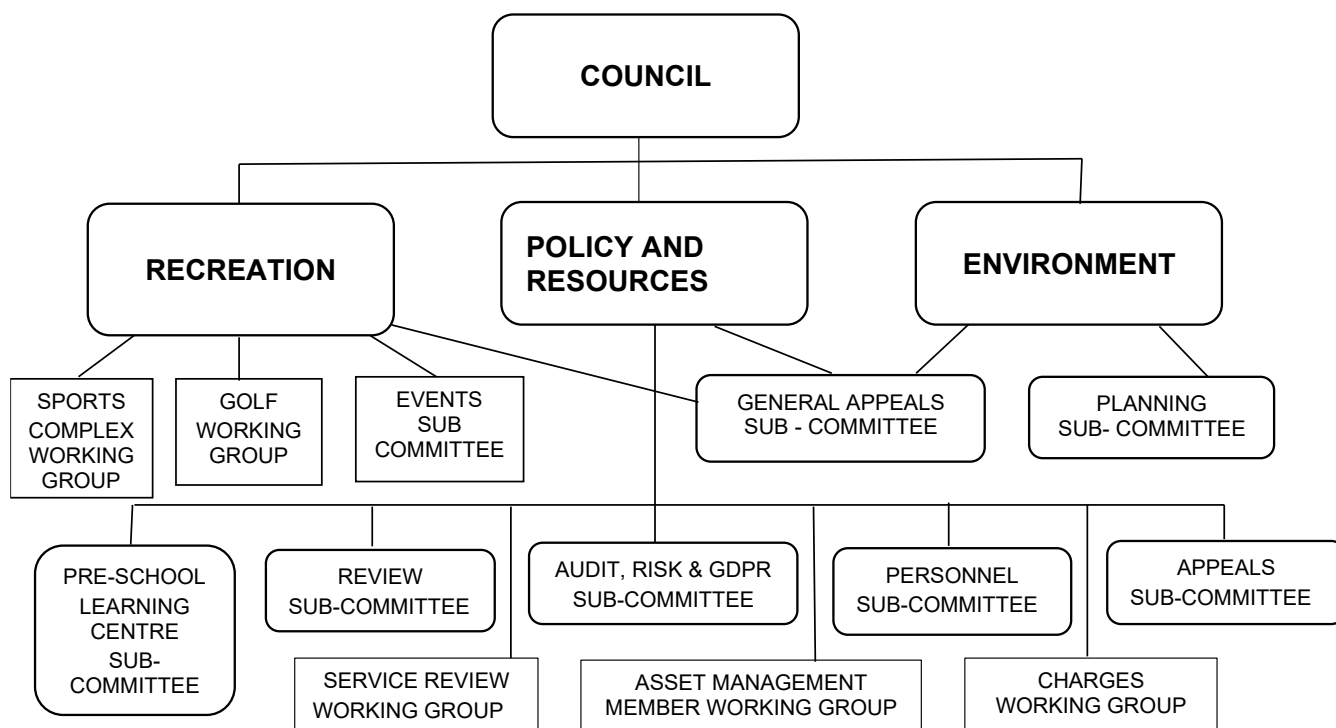 COUNCIL
RECREATION
POLICY AND
RESOURCES
ENVIRONMENT
SPORTS
COMPLEX
WORKING
GROUP
GOLF
WORKING
GROUP
EVENTS
SUB
COMMITTEE
GENERAL APPEALS
SUB - COMMITTEE
PLANNING
SUB- COMMITTEE
PRE-SCHOOL
LEARNING
CENTRE
SUB-
COMMITTEE
REVIEW
SUB-COMMITTEE
AUDIT, RISK & GDPR
SUB-COMMITTEE
PERSONNEL
SUB-COMMITTEE
APPEALS
SUB-COMMITTEE
SERVICE REVIEW
WORKING GROUP
ASSET MANAGEMENT
MEMBER WORKING GROUP
CHARGES
WORKING GROUP